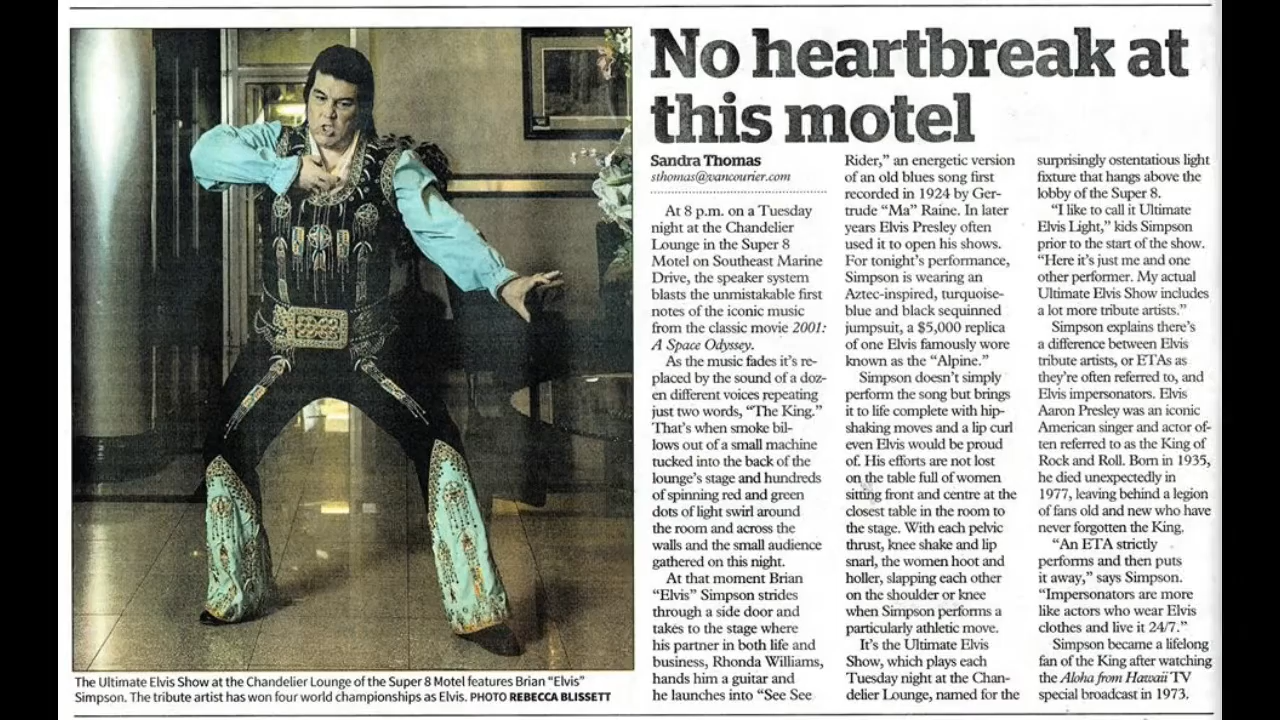 No heartbreak at
this motel
Sandra Thomas
sthomas@vancourier.com
At 8 p.m. on a Tuesday
night at the Chandelier
Lounge in the Super 8
Motel on Southeast Marine
Drive, the speaker system
blasts the unmistakable first
notes of the iconic music
from the classic movie 2001:
A Space Odyssey.
As the music fades it's re-
placed by the sound of a doz-
en different voices repeating
just two words, “The King.”
That's when smoke bil-
lows out of a small machine
tucked into the back of the
lounge's stage and hundreds
of spinning red and green
dots of light swirl around
the room and across the
walls and the small audience
gathered on this night.
At that moment Brian
“Elvis” Simpson strides
through a side door and
takes to the stage where
his partner in both life and
business, Rhonda Williams,
hands him a guitar and
he launches into “See See
Rider,” an energetic version
of an old blues song first
recorded in 1924 by Ger-
trude “Ma” Raine. In later
years Elvis Presley often
used it to open his shows.
For tonight's performance,
Simpson is wearing an
Aztec-inspired, turquoise-
blue and black sequinned
jumpsuit, a $5,000 replica
of one Elvis famously wore
known as the “Alpine.”
Simpson doesn't simply
perform the song but brings
it to life complete with hip-
shaking moves and a lip curl
even Elvis would be proud
of. His efforts are not lost
on the table full of women
sitting front and centre at the
closest table in the room to
the stage. With each pelvic
thrust, knee shake and lip
snarl, the women hoot and
holler, slapping each other
on the shoulder or knee
when Simpson performs a
particularly athletic move.
It's the Ultimate Elvis
Show, which plays each
Tuesday night at the Chan-
delier Lounge, named for the
surprisingly ostentatious light
fixture that hangs above the
lobby of the Super 8.
“I like to call it Ultimate
Elvis Light,” kids Simpson
prior to the start of the show.
“Here it's just me and one
other performer. My actual
Ultimate Elvis Show includes
a lot more tribute artists.”
Simpson explains there's
a difference between Elvis
tribute artists, or ETAs as
they're often referred to, and
Elvis impersonators. Elvis
Aaron Presley was an iconic
American singer and actor of-
ten referred to as the King of
Rock and Roll. Born in 1935,
he died unexpectedly in
1977, leaving behind a legion
of fans old and new who have
never forgotten the King.
“An ETA strictly
performs and then puts
it away,” says Simpson.
“Impersonators are more
like actors who wear Elvis
clothes and live it 24/7.”
Simpson became a lifelong
fan of the King after watching
the Aloha from Hawaii TV
special broadcast in 1973.
The Ultimate Elvis Show at the Chandelier Lounge of the Super 8 Motel features Brian “Elvis”
Simpson. The tribute artist has won four world championships as Elvis. PHOTO REBECCA BLISSETT